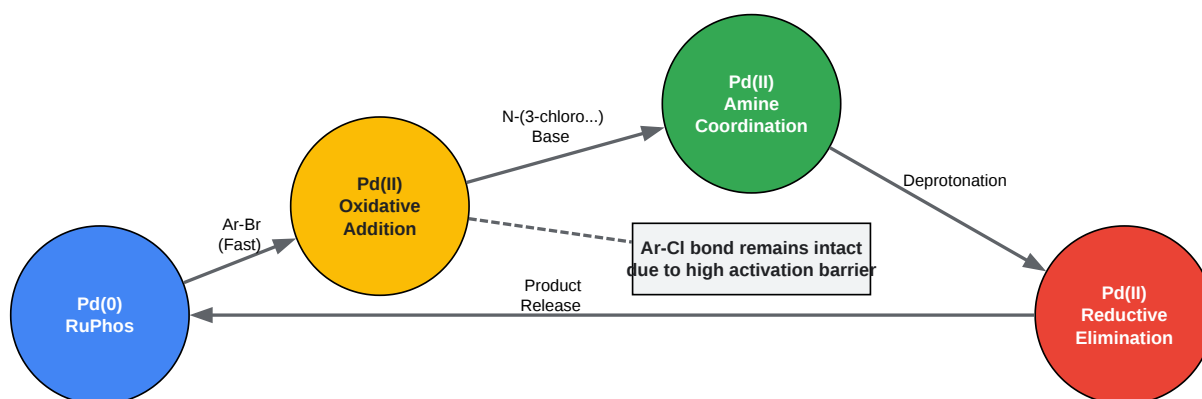 Pd(0)
RuPhos
Ar-Br
(Fast)
Pd(II)
Oxidative
Addition
N-(3-chloro...)
Base
Pd(II)
Amine
Coordination
Deprotonation
Ar-Cl bond remains intact
due to high activation barrier
Pd(II)
Reductive
Elimination
Product
Release